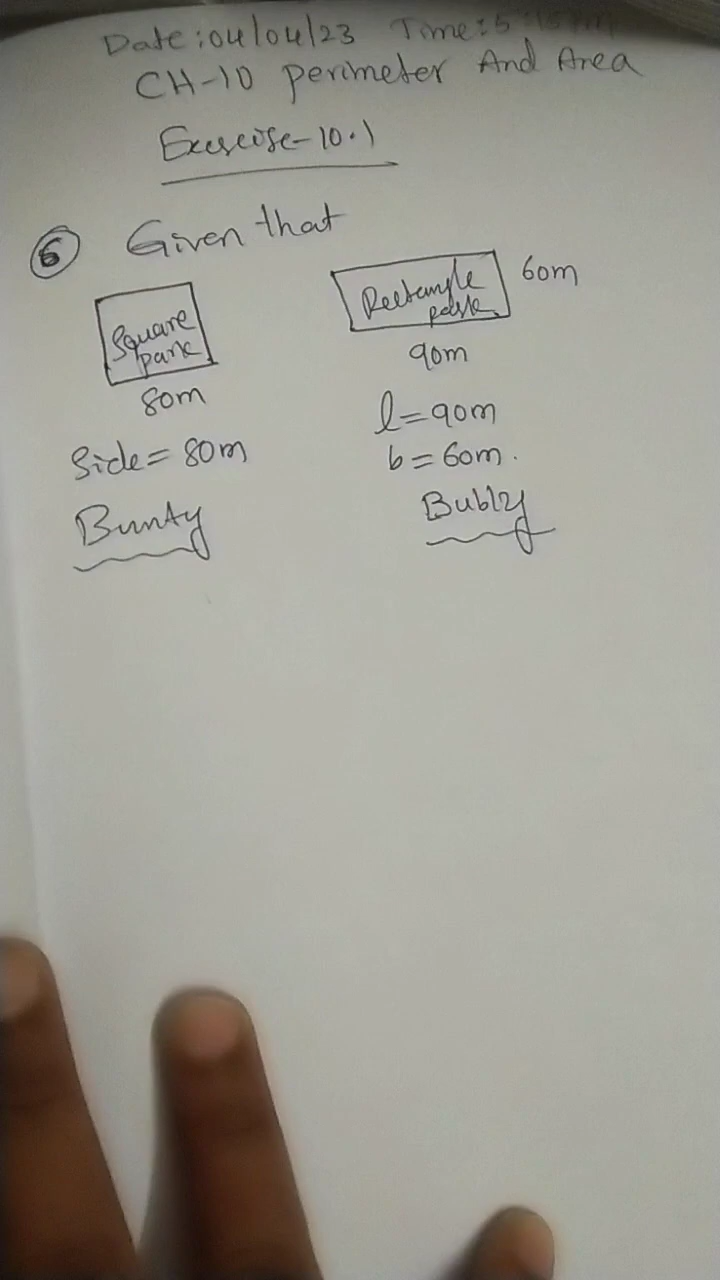 Date:04/04/23 Time:5:15
CH-10 perimeter And Area
Exercise-10.1
6 Given that
Square park
80m
Rectangle park
60m
90m
Side = 80m
l = 90m
b = 60m.
Bunty
Bubly